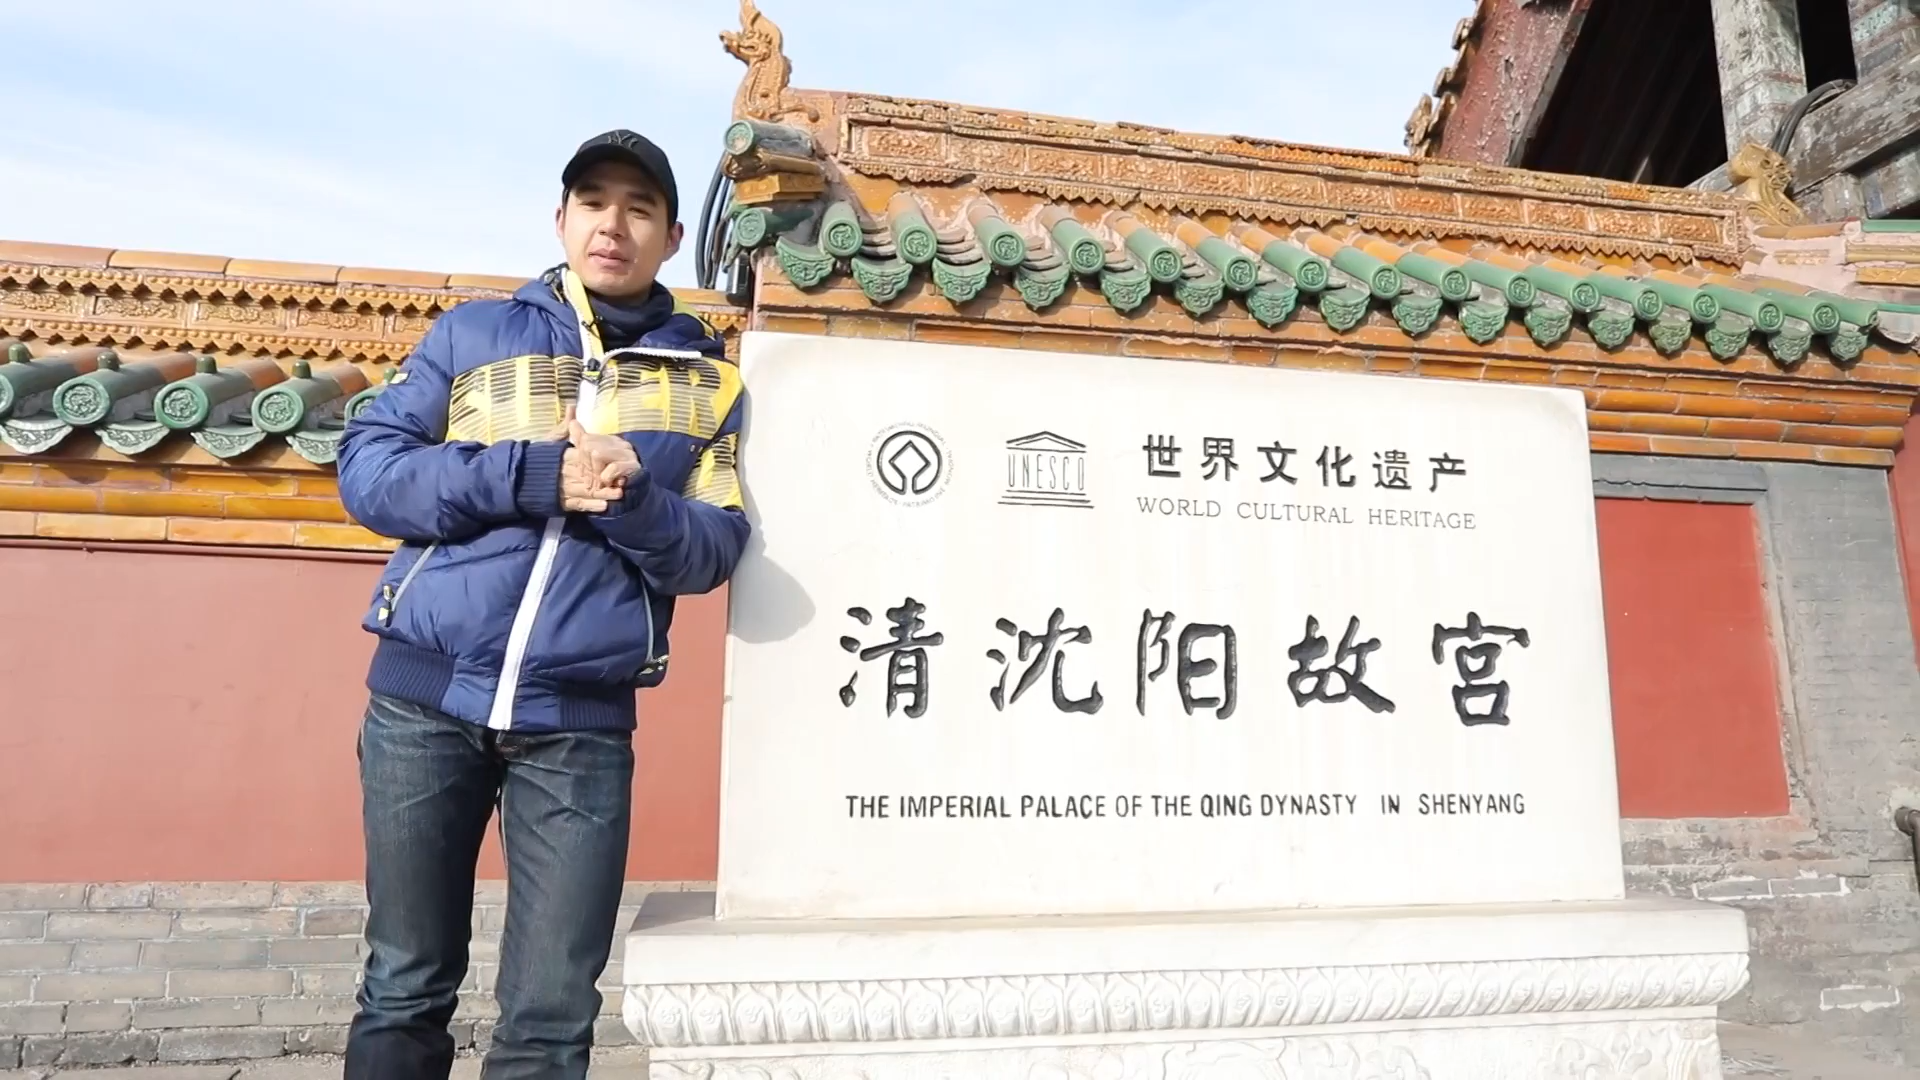 UNESCO
世界文化遗产
WORLD CULTURAL HERITAGE
清沈阳故宫
THE IMPERIAL PALACE OF THE QING DYNASTY IN SHENYANG